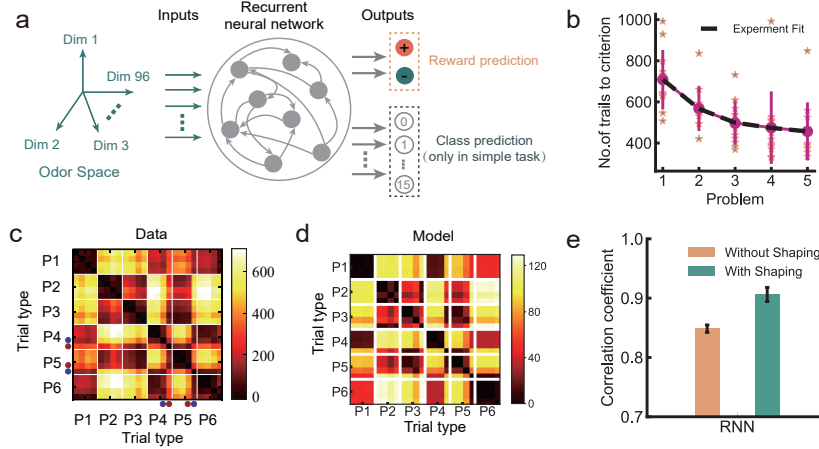 a
Inputs
Recurrent
neural network
Outputs
Dim 1
Dim 96
Dim 2
Dim 3
Odor Space
+
-
Reward prediction
0
1
15
Class prediction
(only in simple task)
b
No.of trails to criterion
1000
800
600
400
Experment Fit
1 2 3 4 5
Problem
c
Data
Trial type
P1
P2
P3
P4
P5
P6
P1 P2 P3 P4 P5 P6
Trial type
600
400
200
0
d
Model
Trial type
P1
P2
P3
P4
P5
P6
P1 P2 P3 P4 P5 P6
Trial type
120
80
40
0
e
Correlation coefficient
1.0
0.9
0.8
0.7
Without Shaping
With Shaping
RNN